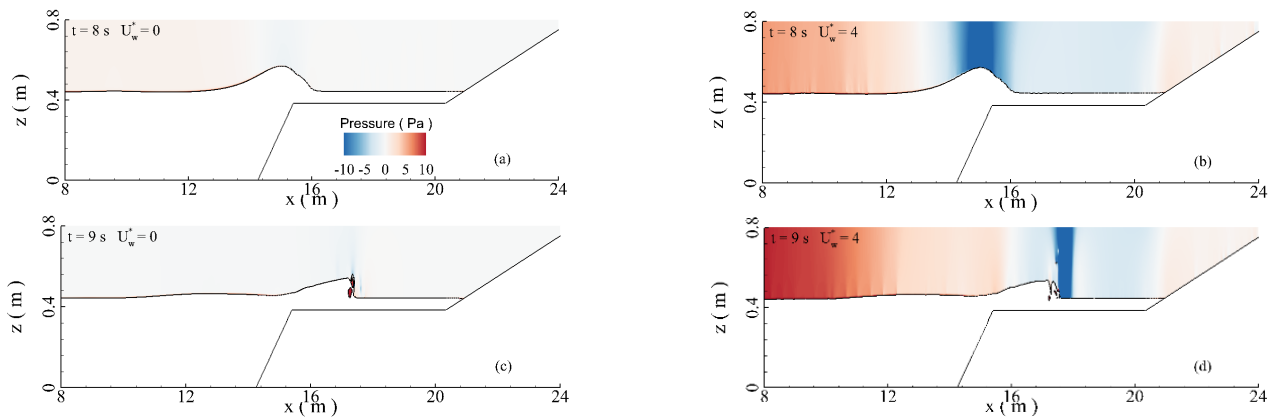 0.8
t = 8 s U*w = 0
z ( m )
0.4
Pressure ( Pa )
-10 -5 0 5 10
(a)
0
8 12 16 20 24
x ( m )
0.8
t = 8 s U*w = 4
z ( m )
0.4
(b)
0
8 12 16 20 24
x ( m )
0.8
t = 9 s U*w = 0
z ( m )
0.4
(c)
0
8 12 16 20 24
x ( m )
0.8
t = 9 s U*w = 4
z ( m )
0.4
(d)
0
8 12 16 20 24
x ( m )